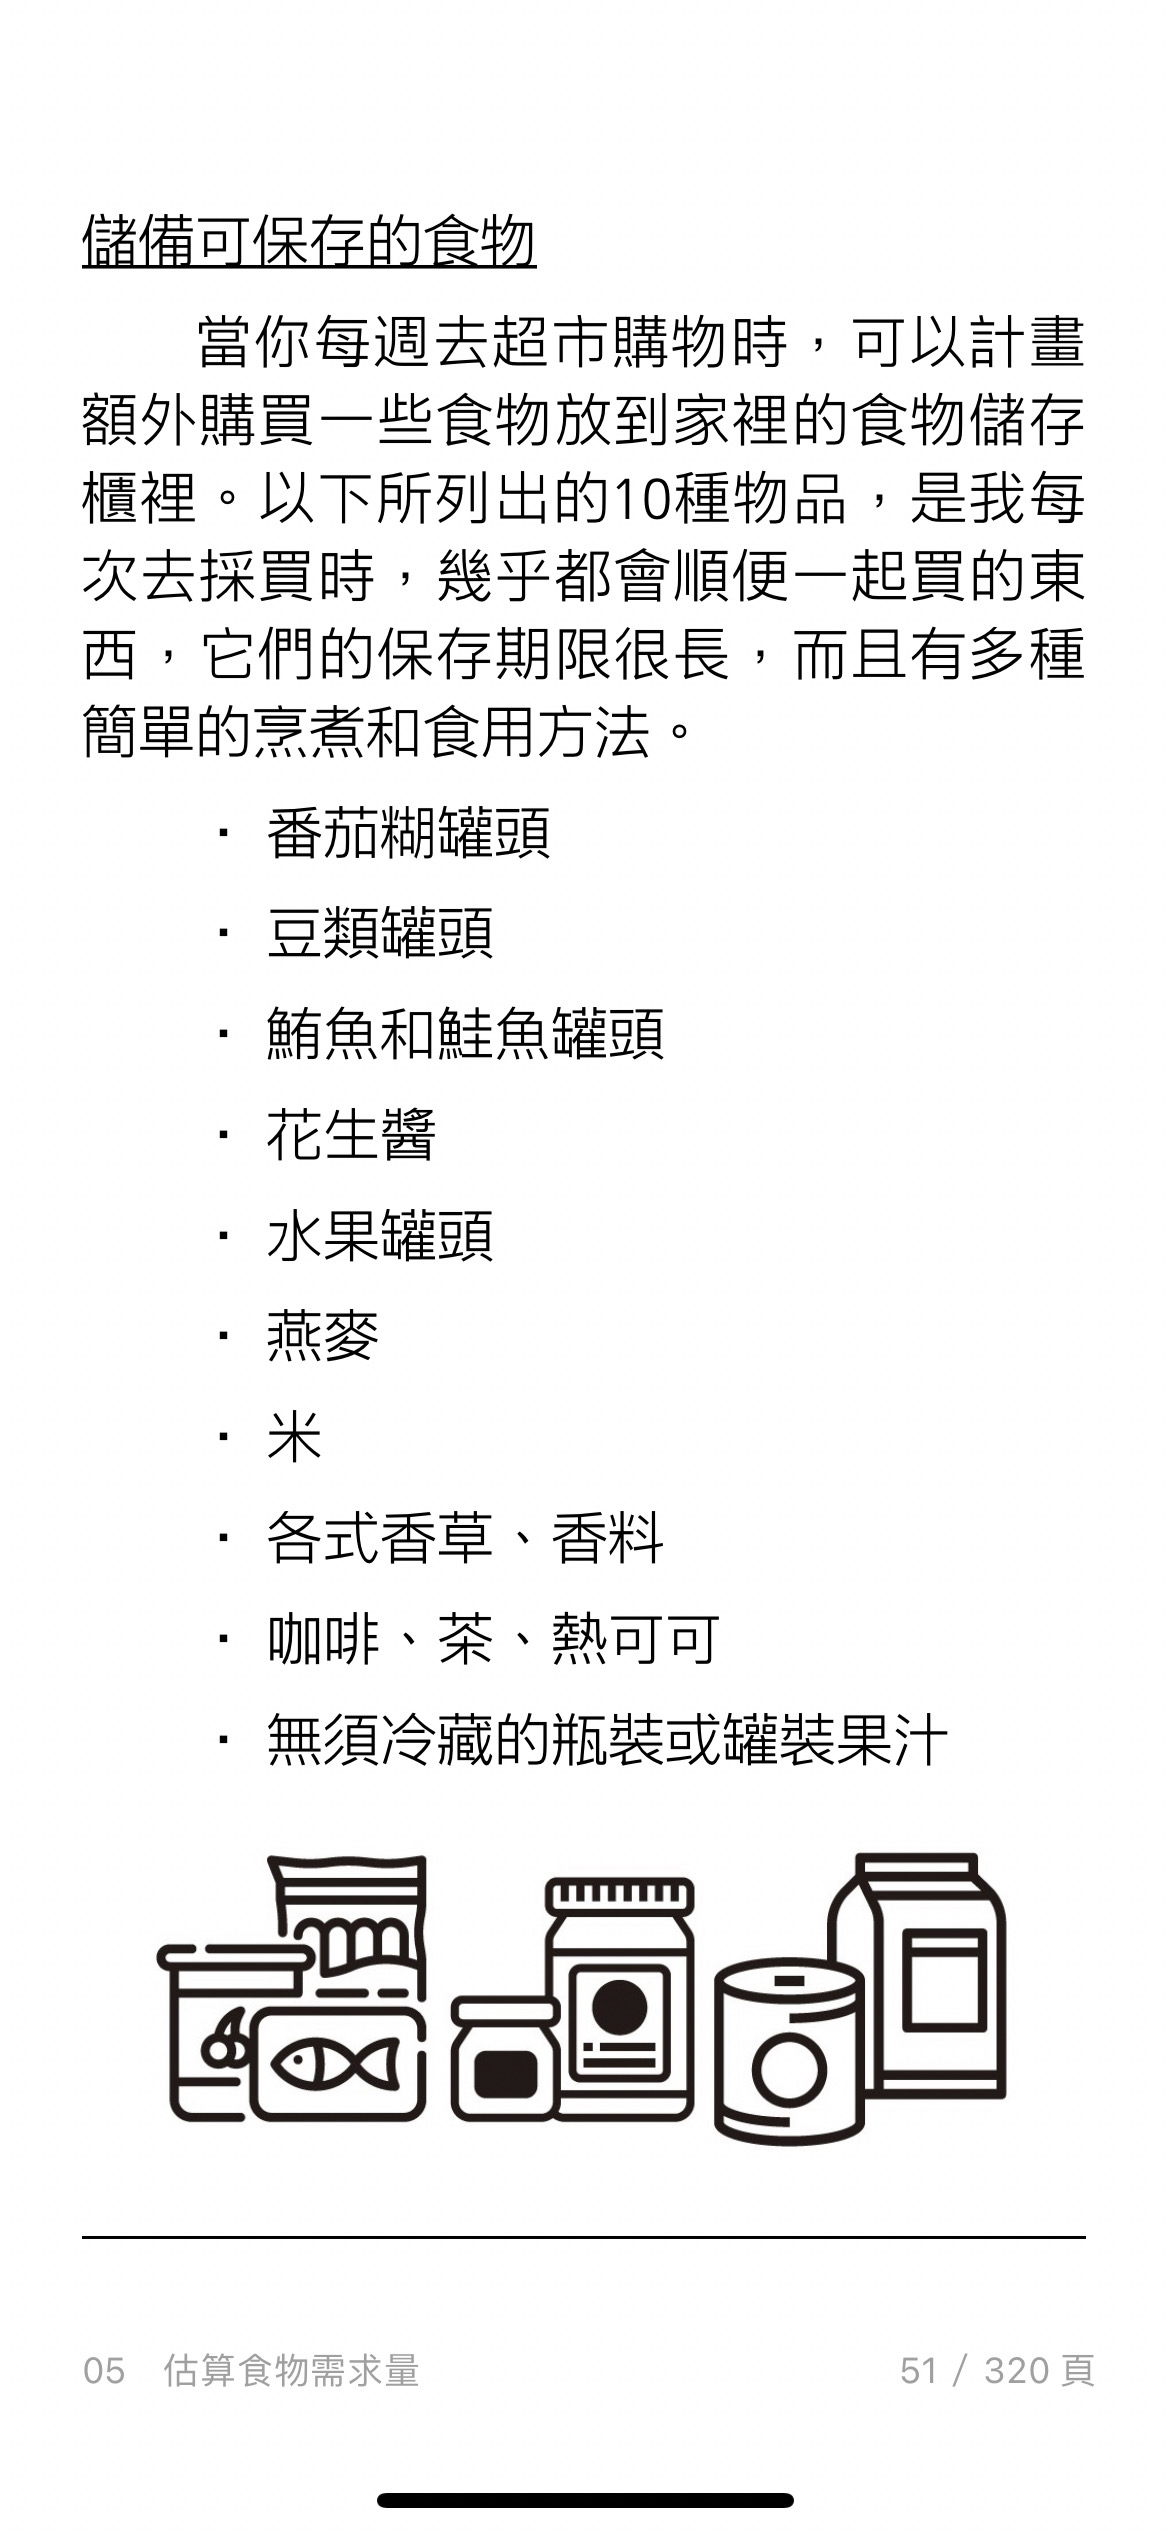 儲備可保存的食物
當你每週去超市購物時，可以計畫
額外購買一些食物放到家裡的食物儲存
櫃裡。以下所列出的10種物品，是我每
次去採買時，幾乎都會順便一起買的東
西，它們的保存期限很長，而且有多種
簡單的烹煮和食用方法。
· 番茄糊罐頭
· 豆類罐頭
· 鮪魚和鮭魚罐頭
· 花生醬
· 水果罐頭
· 燕麥
· 米
· 各式香草、香料
· 咖啡、茶、熱可可
· 無須冷藏的瓶裝或罐裝果汁
05 估算食物需求量
51 / 320 頁